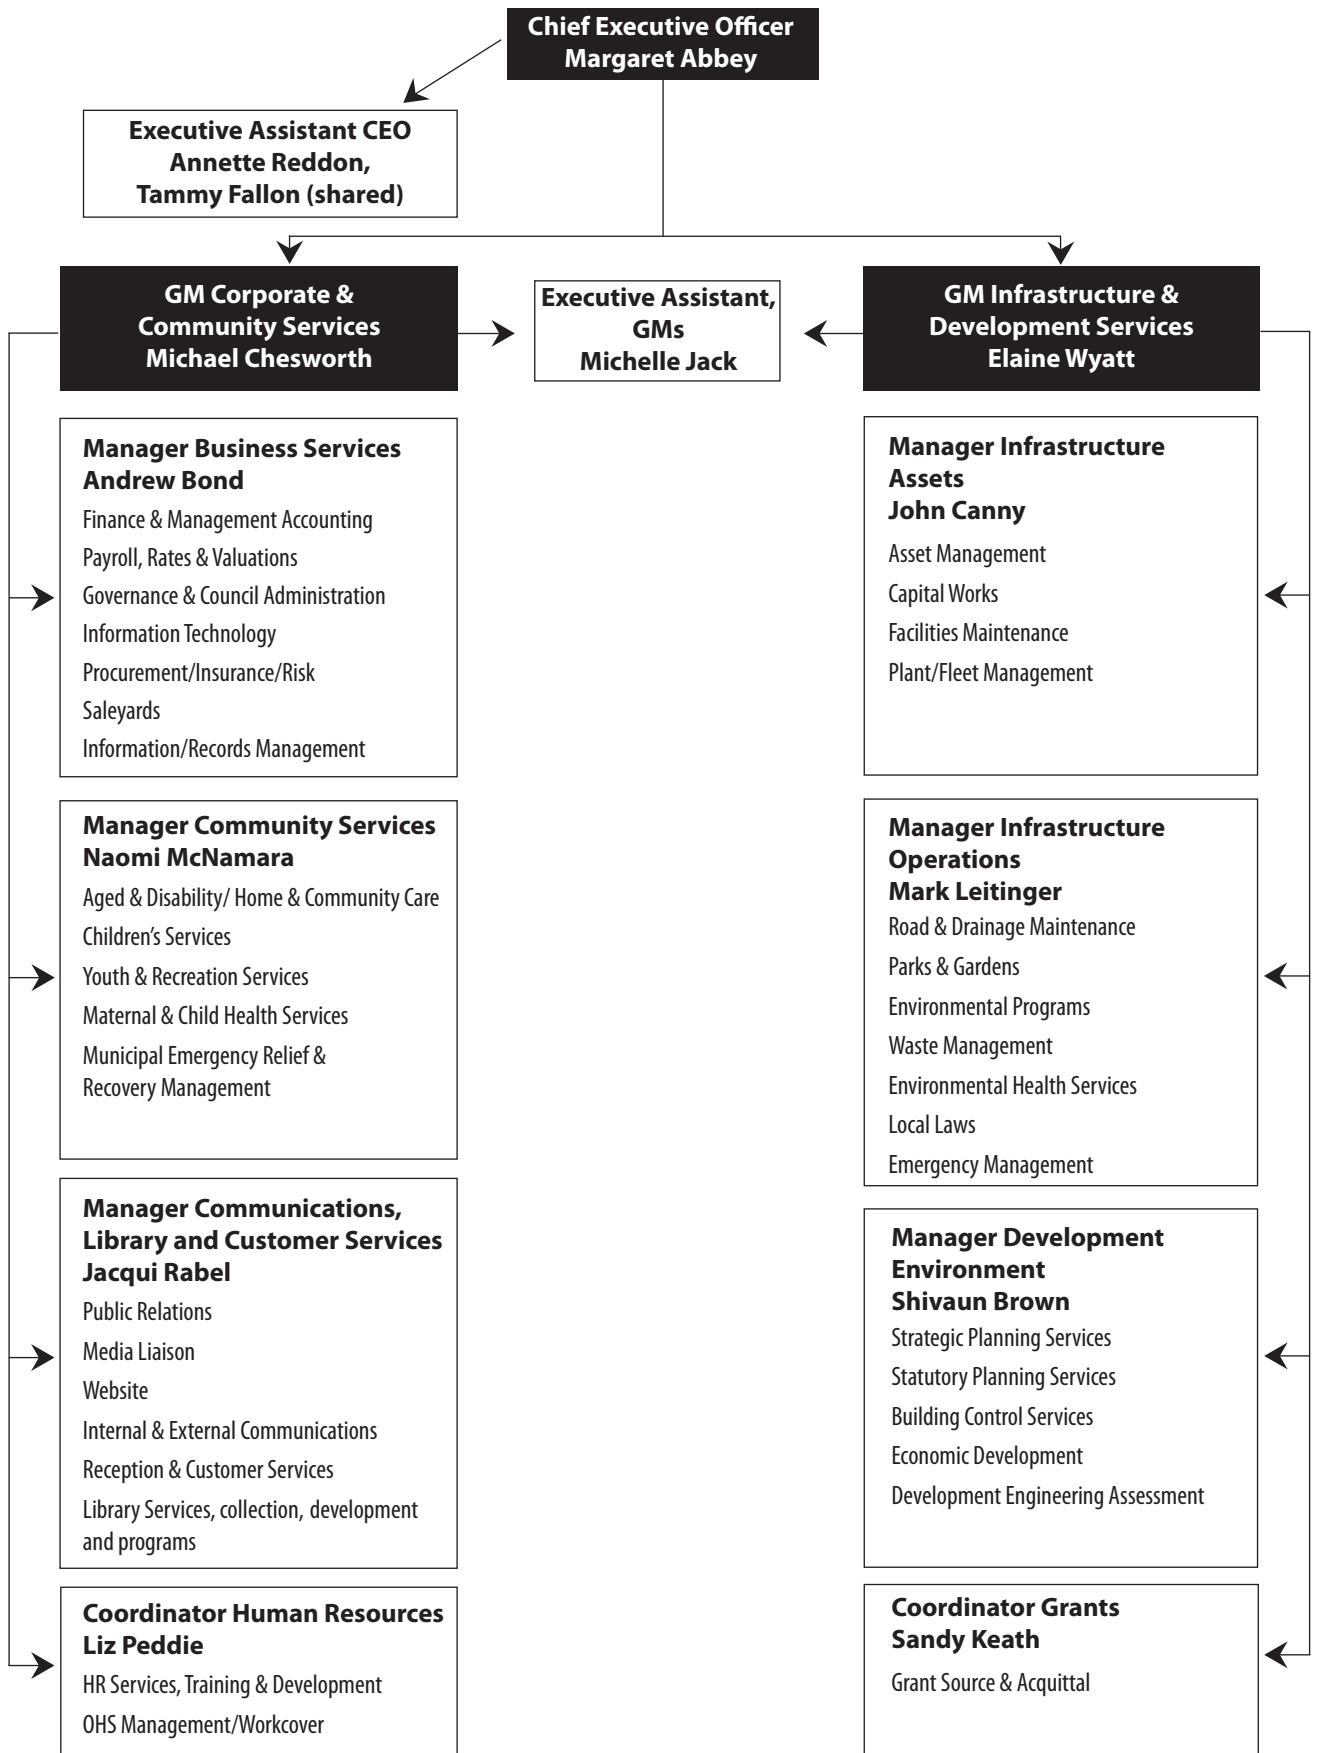 Chief Executive Officer
Margaret Abbey
Executive Assistant CEO
Annette Reddon,
Tammy Fallon (shared)
GM Corporate &
Community Services
Michael Chesworth
Executive Assistant,
GMs
Michelle Jack
GM Infrastructure &
Development Services
Elaine Wyatt
Manager Business Services
Andrew Bond
Finance & Management Accounting
Payroll, Rates & Valuations
Governance & Council Administration
Information Technology
Procurement/Insurance/Risk
Saleyards
Information/Records Management
Manager Community Services
Naomi McNamara
Aged & Disability/ Home & Community Care
Children's Services
Youth & Recreation Services
Maternal & Child Health Services
Municipal Emergency Relief &
Recovery Management
Manager Communications,
Library and Customer Services
Jacqui Rabel
Public Relations
Media Liaison
Website
Internal & External Communications
Reception & Customer Services
Library Services, collection, development
and programs
Coordinator Human Resources
Liz Peddie
HR Services, Training & Development
OHS Management/Workcover
Manager Infrastructure
Assets
John Canny
Asset Management
Capital Works
Facilities Maintenance
Plant/Fleet Management
Manager Infrastructure
Operations
Mark Leitinger
Road & Drainage Maintenance
Parks & Gardens
Environmental Programs
Waste Management
Environmental Health Services
Local Laws
Emergency Management
Manager Development
Environment
Shivaun Brown
Strategic Planning Services
Statutory Planning Services
Building Control Services
Economic Development
Development Engineering Assessment
Coordinator Grants
Sandy Keath
Grant Source & Acquittal